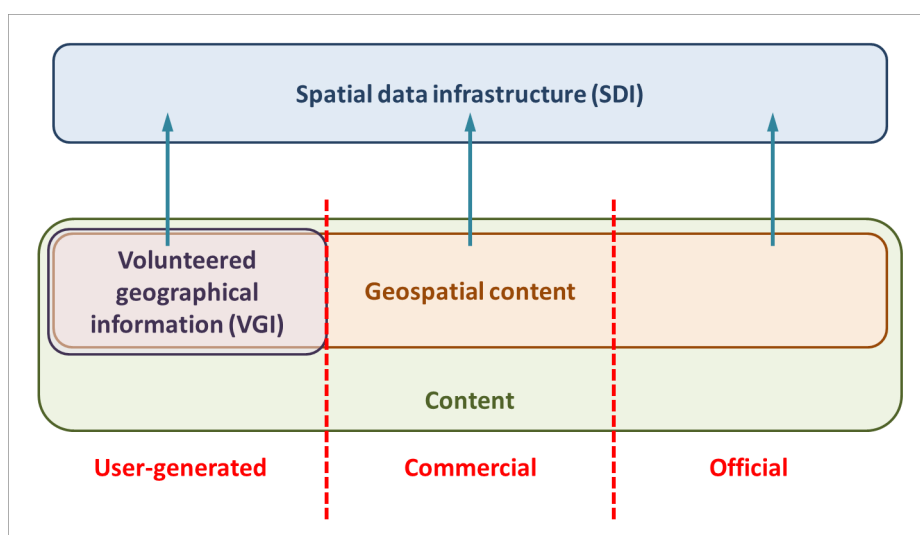 Spatial data infrastructure (SDI)
Volunteered
geographical
information (VGI)
Geospatial content
Content
User-generated
Commercial
Official